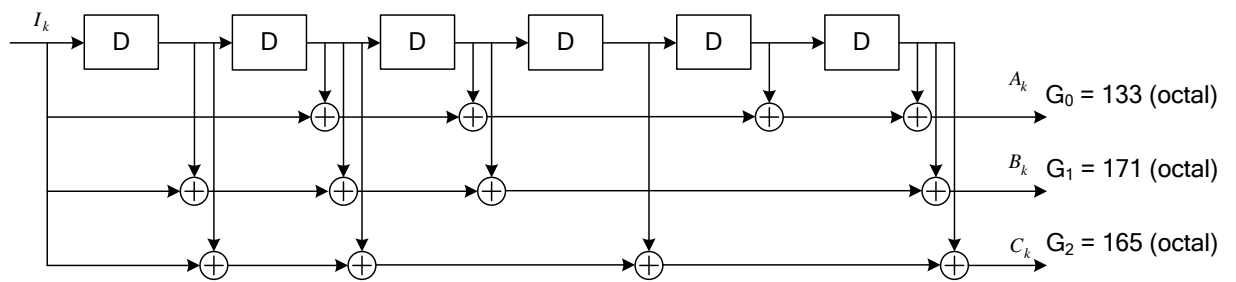 I_k
D D D D D D
A_k G₀ = 133 (octal)
B_k G₁ = 171 (octal)
C_k G₂ = 165 (octal)